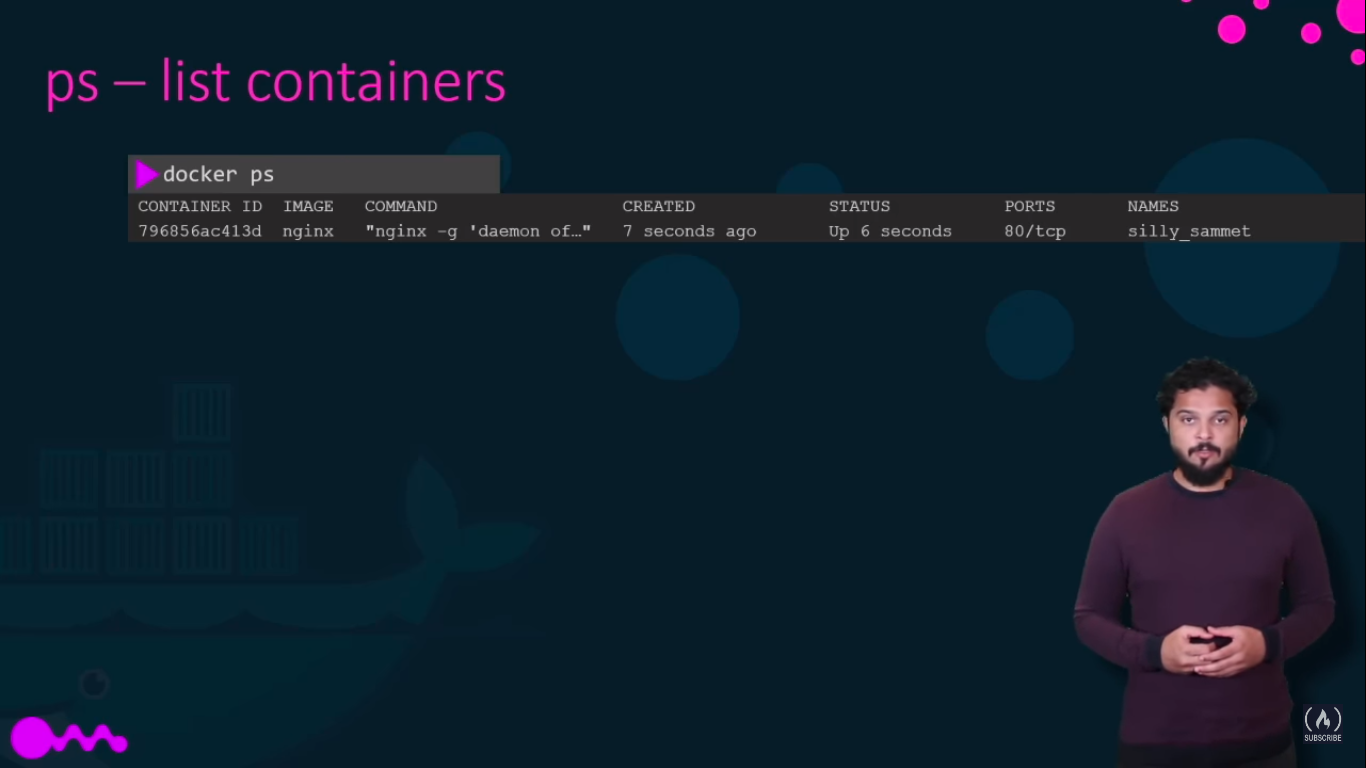 ps – list containers
docker ps
CONTAINER ID IMAGE COMMAND CREATED STATUS PORTS NAMES
796856ac413d nginx "nginx -g 'daemon of…" 7 seconds ago Up 6 seconds 80/tcp silly_sammet
SUBSCRIBE